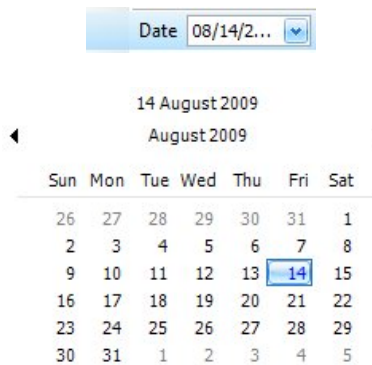 Date 08/14/2...
14 August 2009
August 2009
Sun Mon Tue Wed Thu Fri Sat
26 27 28 29 30 31 1
2 3 4 5 6 7 8
9 10 11 12 13 14 15
16 17 18 19 20 21 22
23 24 25 26 27 28 29
30 31 1 2 3 4 5